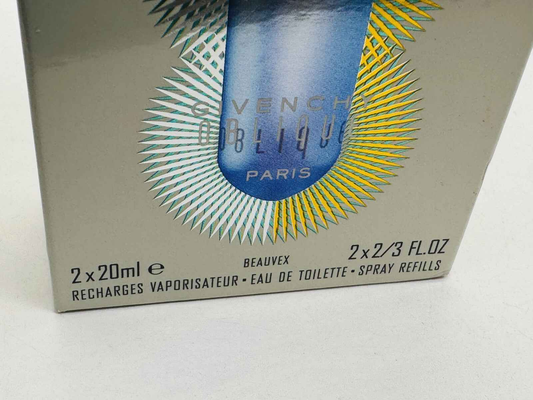 GIVENCHY
OBLIQUE
PARIS
BEAUVEX
2 x 20ml e 2 x 2/3 FL.OZ
RECHARGES VAPORISATEUR • EAU DE TOILETTE • SPRAY REFILLS